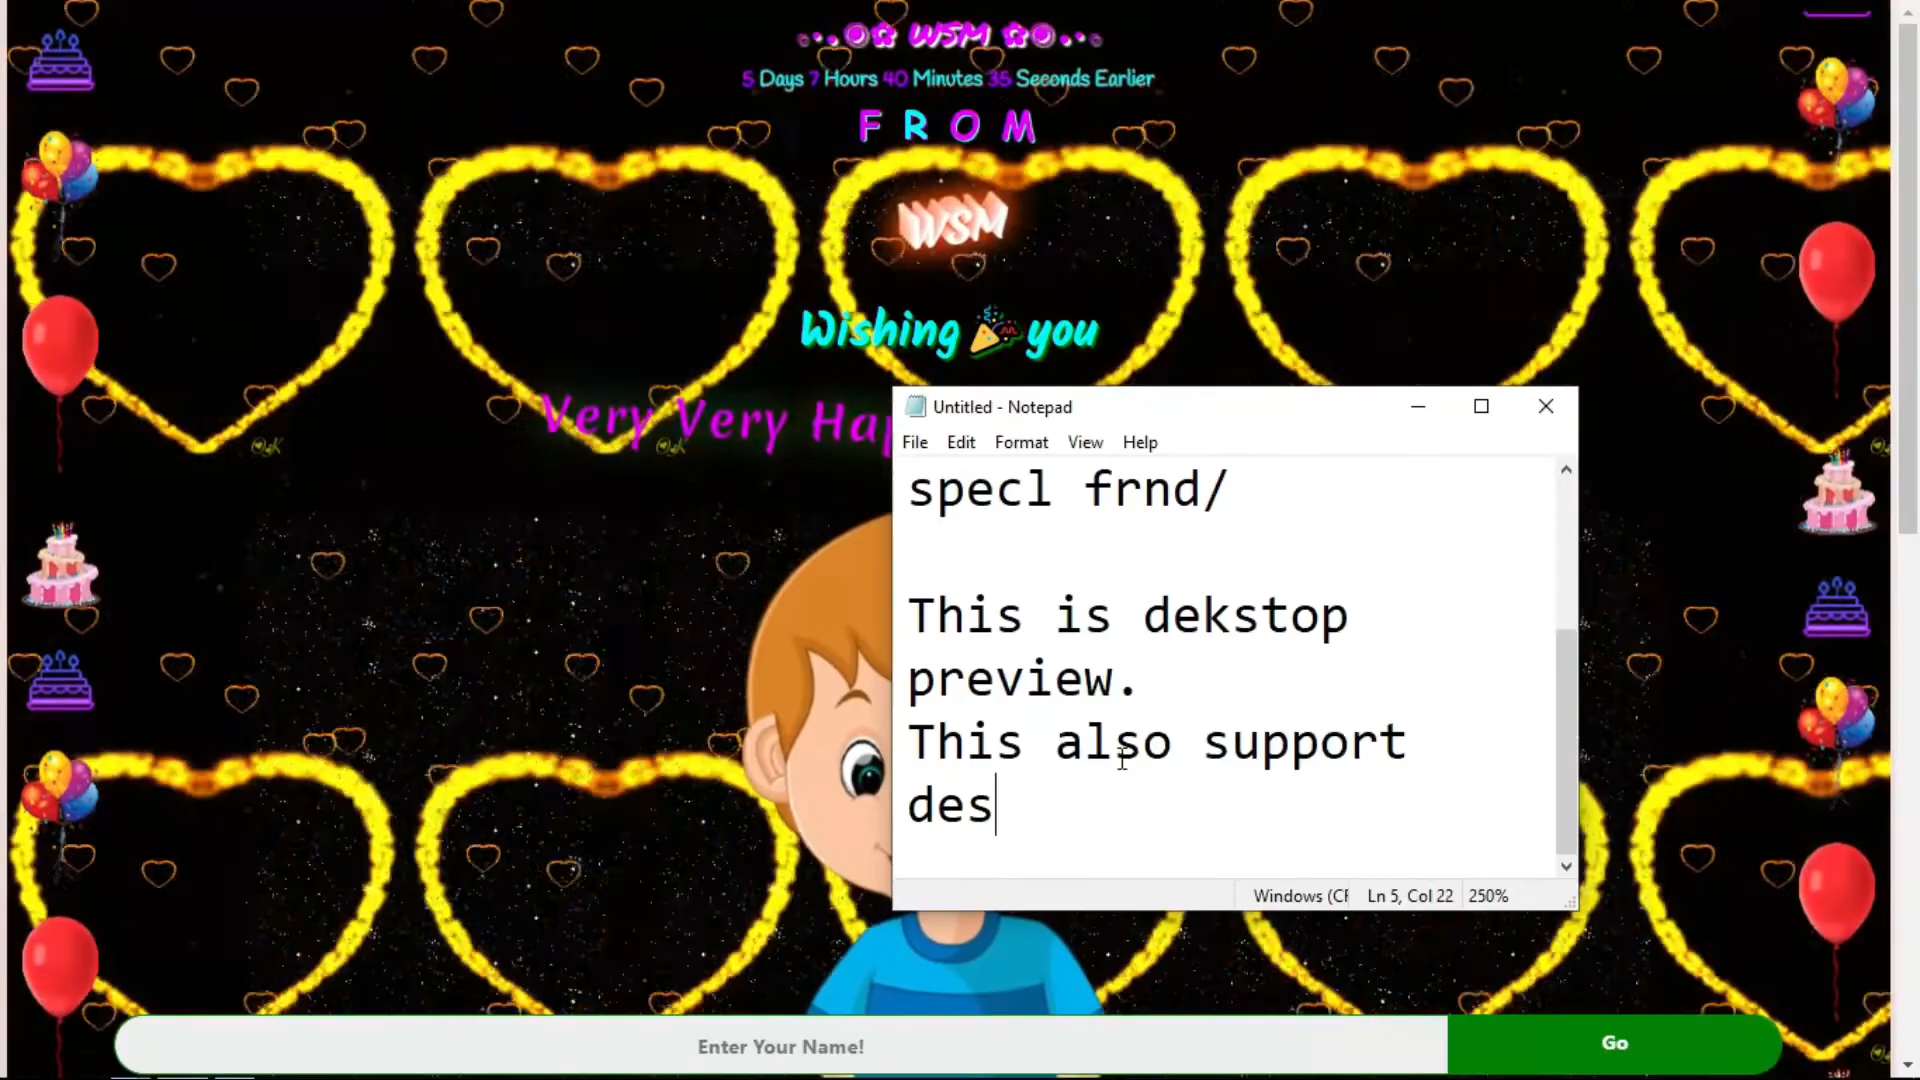 WSM
5 Days 7 Hours 40 Minutes 35 Seconds Earlier
F R O M
WSM
Wishing 🎉 you
Very Very Hap
Untitled - Notepad
File Edit Format View Help
specl frnd/
This is dekstop
preview.
This also support
des
Windows (CR Ln 5, Col 22 250%
Enter Your Name! Go